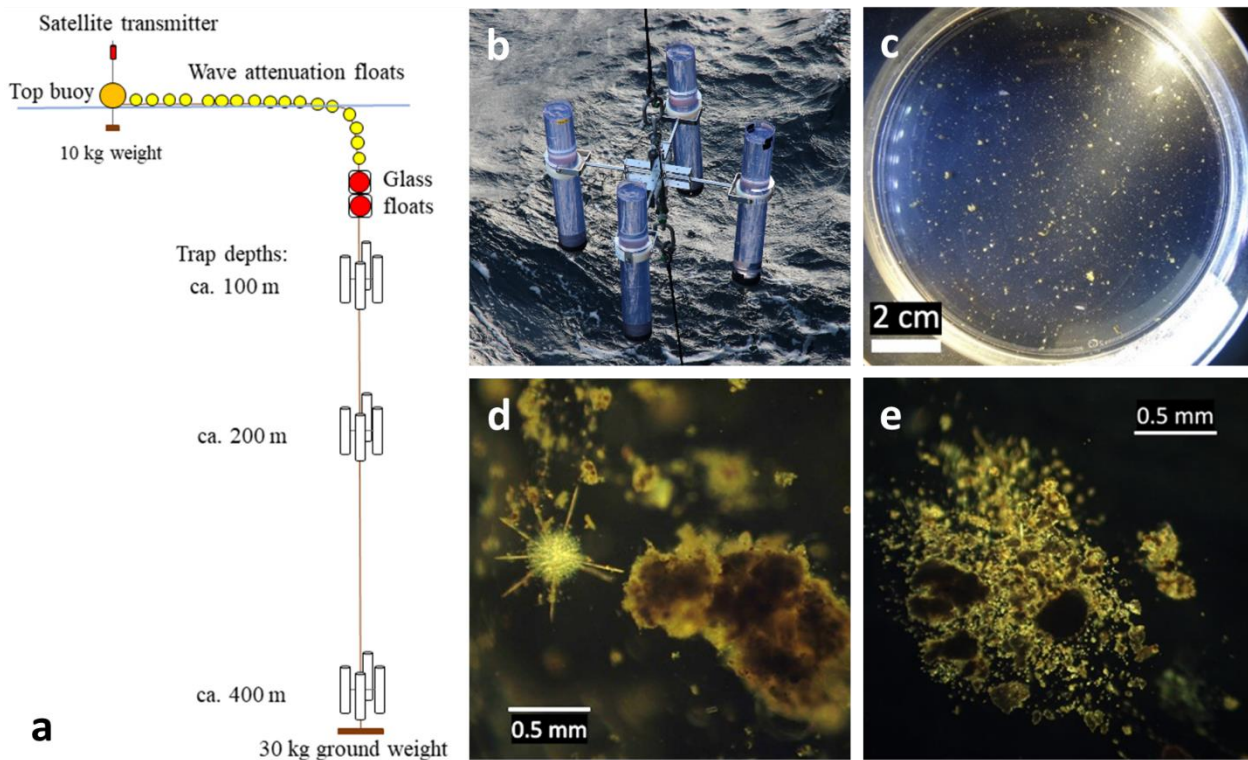 Satellite transmitter
Top buoy
Wave attenuation floats
10 kg weight
Glass
floats
Trap depths:
ca. 100 m
ca. 200 m
ca. 400 m
30 kg ground weight
a
b
c
2 cm
d
0.5 mm
e
0.5 mm